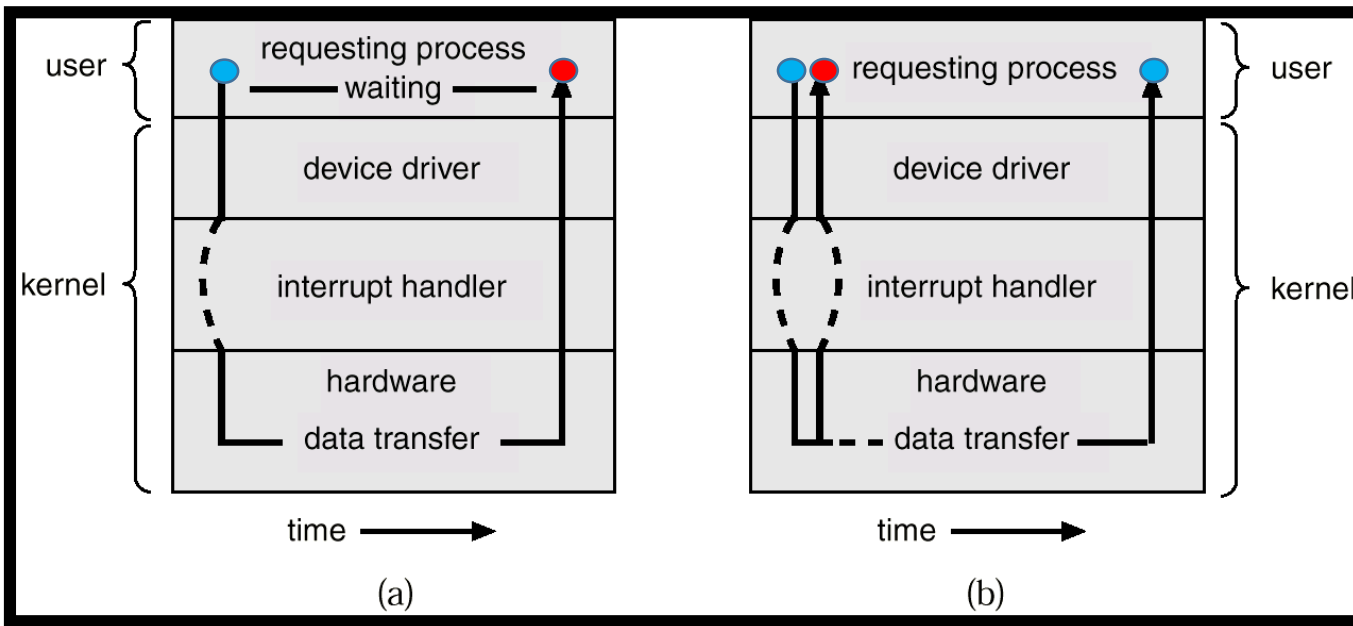 user
requesting process
waiting
device driver
kernel
interrupt handler
hardware
data transfer
time
(a)
requesting process
user
device driver
interrupt handler
kernel
hardware
data transfer
time
(b)